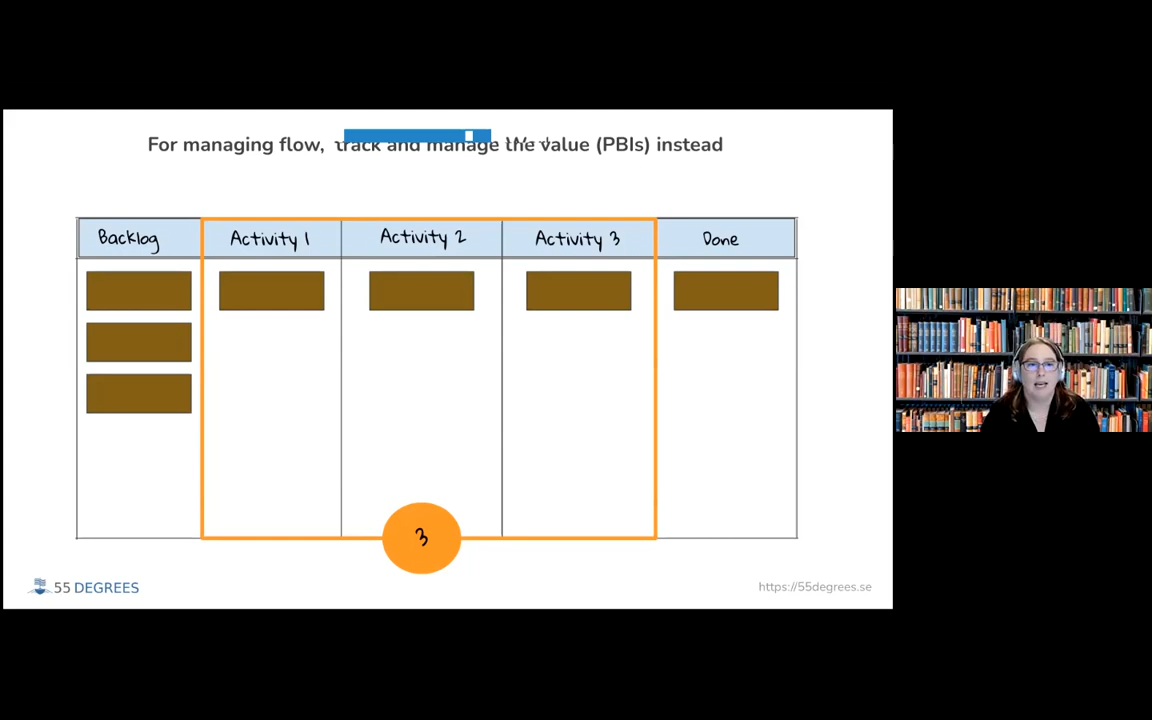 For managing flow, track and manage the value (PBIs) instead
Backlog Activity 1 Activity 2 Activity 3 Done
3
55 DEGREES https://55degrees.se